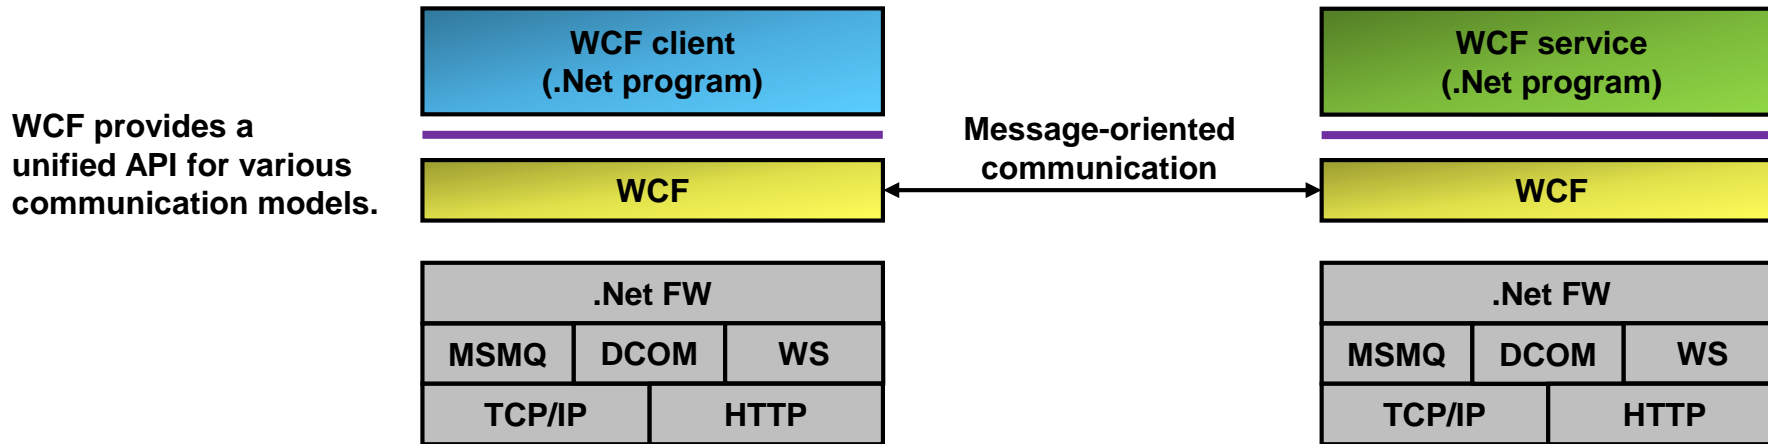 WCF provides a
unified API for various
communication models.
WCF client
(.Net program)
WCF
.Net FW
MSMQ DCOM WS
TCP/IP HTTP
Message-oriented
communication
WCF service
(.Net program)
WCF
.Net FW
MSMQ DCOM WS
TCP/IP HTTP